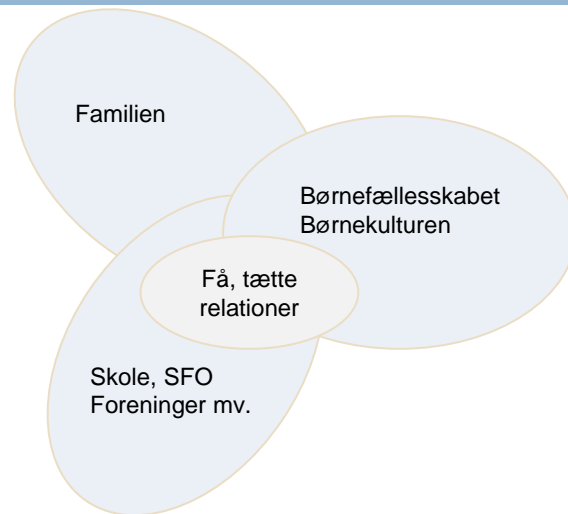 Familien
Børnefællesskabet
Børnekulturen
Få, tætte
relationer
Skole, SFO
Foreninger mv.